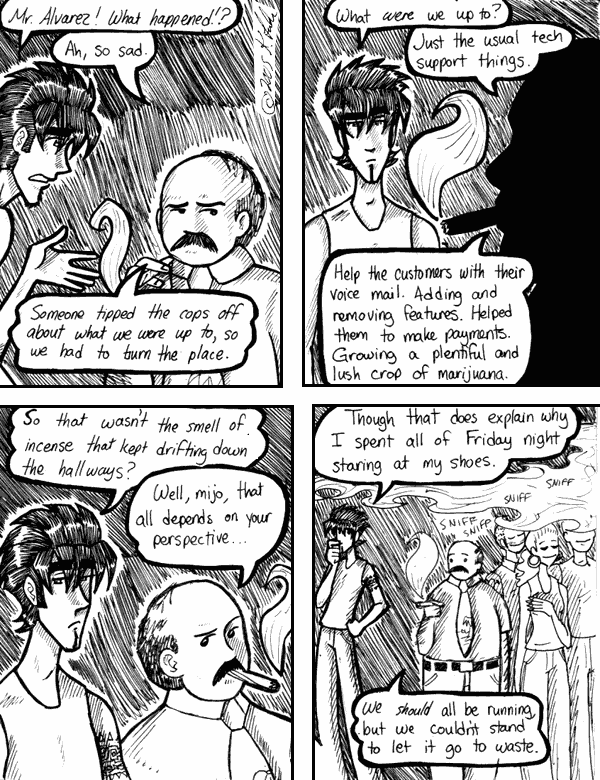 Mr. Alvarez! What happened!?
Ah, so sad.
Someone tipped the cops off
about what we were up to, so
we had to burn the place.
What were we up to?
Just the usual tech
support things.
Help the customers with their
voice mail. Adding and
removing features. Helped
them to make payments.
Growing a plentiful and
lush crop of marijuana.
So that wasn't the smell of
incense that kept drifting down
the hallways?
Well, mijo, that
all depends on your
perspective...
Though that does explain why
I spent all of Friday night
staring at my shoes.
SNIFF
SNIFF
SNIFF
SNIFF
We should all be running,
but we couldn't stand
to let it go to waste.